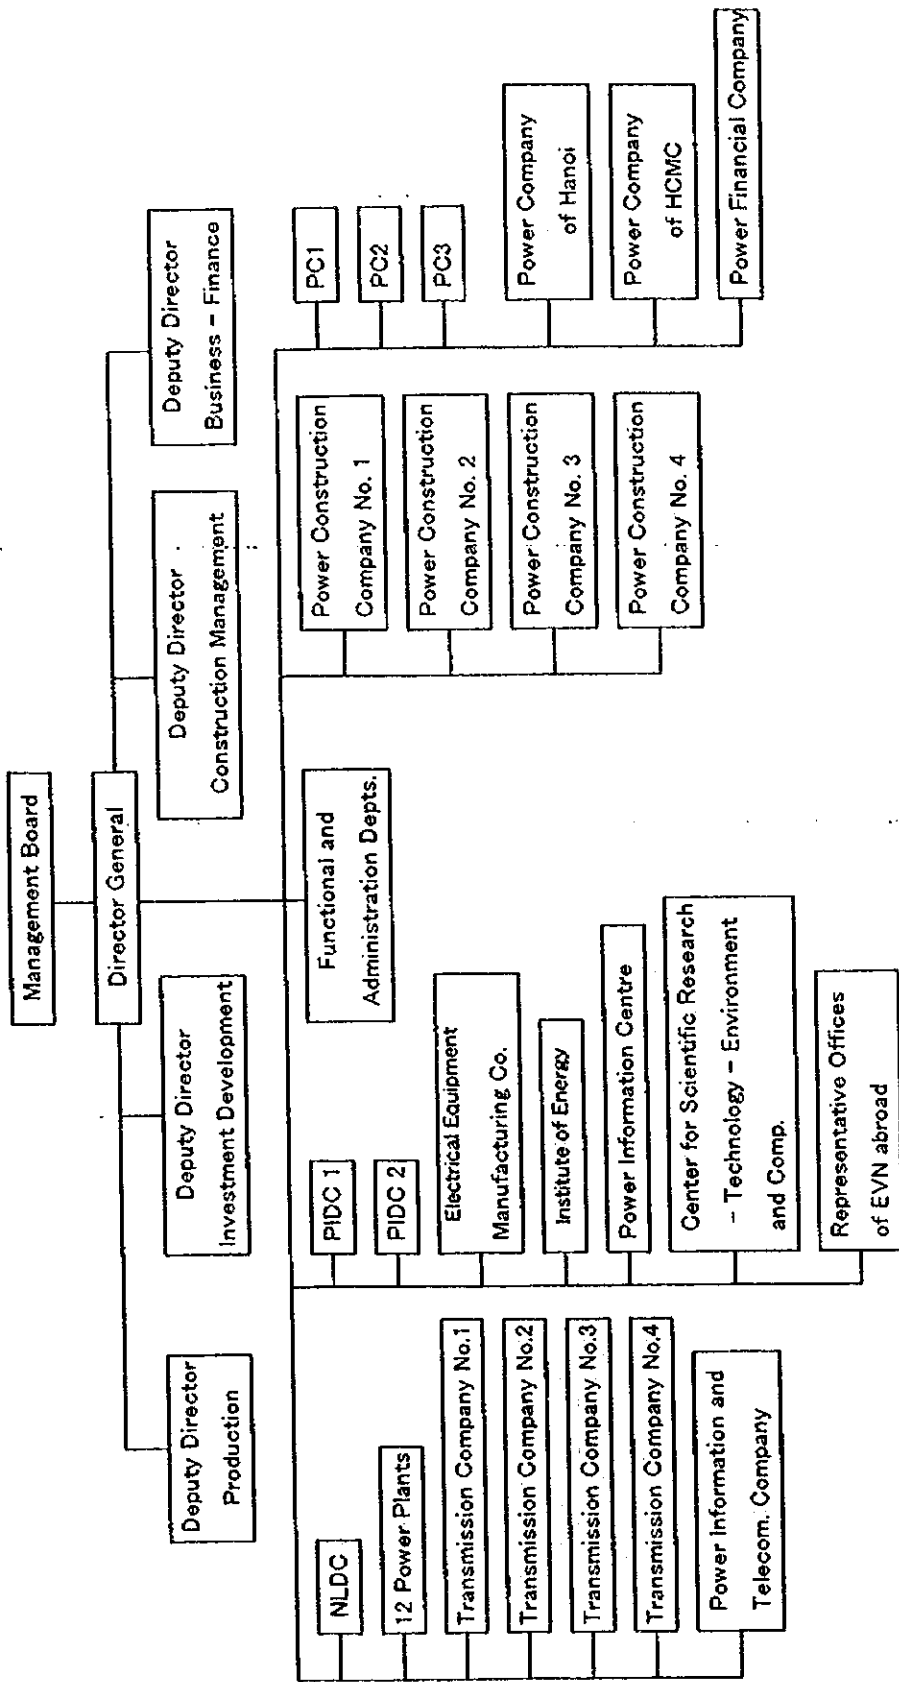 Management Board
Director General
Deputy Director
Production
Deputy Director
Investment Development
Deputy Director
Construction Management
Deputy Director
Business – Finance
Functional and
Administration Depts.
NLDC
12 Power Plants
Transmission Company No.1
Transmission Company No.2
Transmission Company No.3
Transmission Company No.4
Power Information and
Telecom. Company
PIDC 1
PIDC 2
Electrical Equipment
Manufacturing Co.
Institute of Energy
Power Information Centre
Center for Scientific Research
– Technology – Environment
and Comp.
Representative Offices
of EVN abroad
Power Construction
Company No. 1
Power Construction
Company No. 2
Power Construction
Company No. 3
Power Construction
Company No. 4
PC1
PC2
PC3
Power Company
of Hanoi
Power Company
of HCMC
Power Financial Company